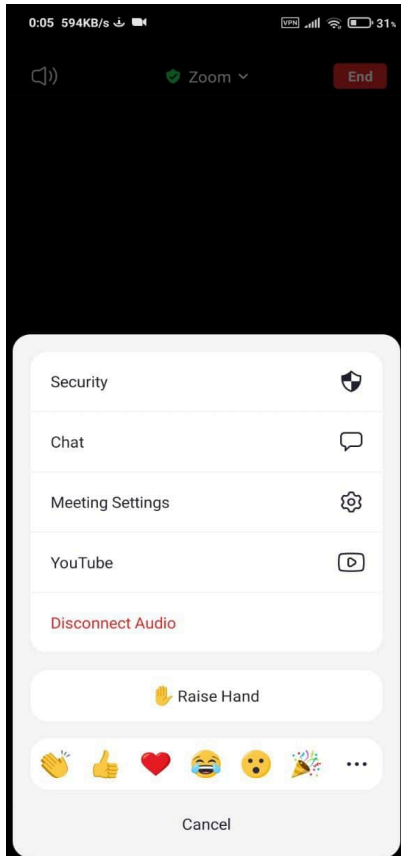 0:05 594KB/s VPN 31%
Zoom End
Security
Chat
Meeting Settings
YouTube
Disconnect Audio
Raise Hand
Cancel